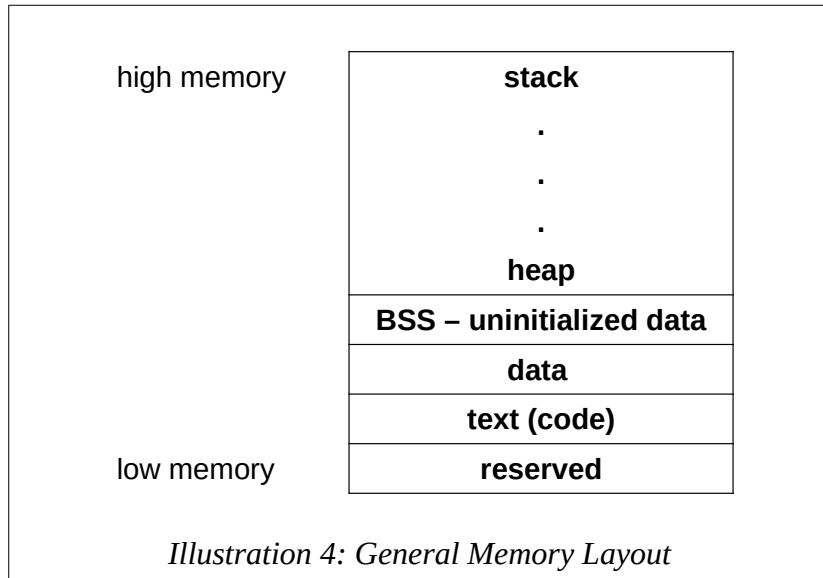 high memory stack
.
.
.
heap
BSS – uninitialized data
data
text (code)
low memory reserved
Illustration 4: General Memory Layout